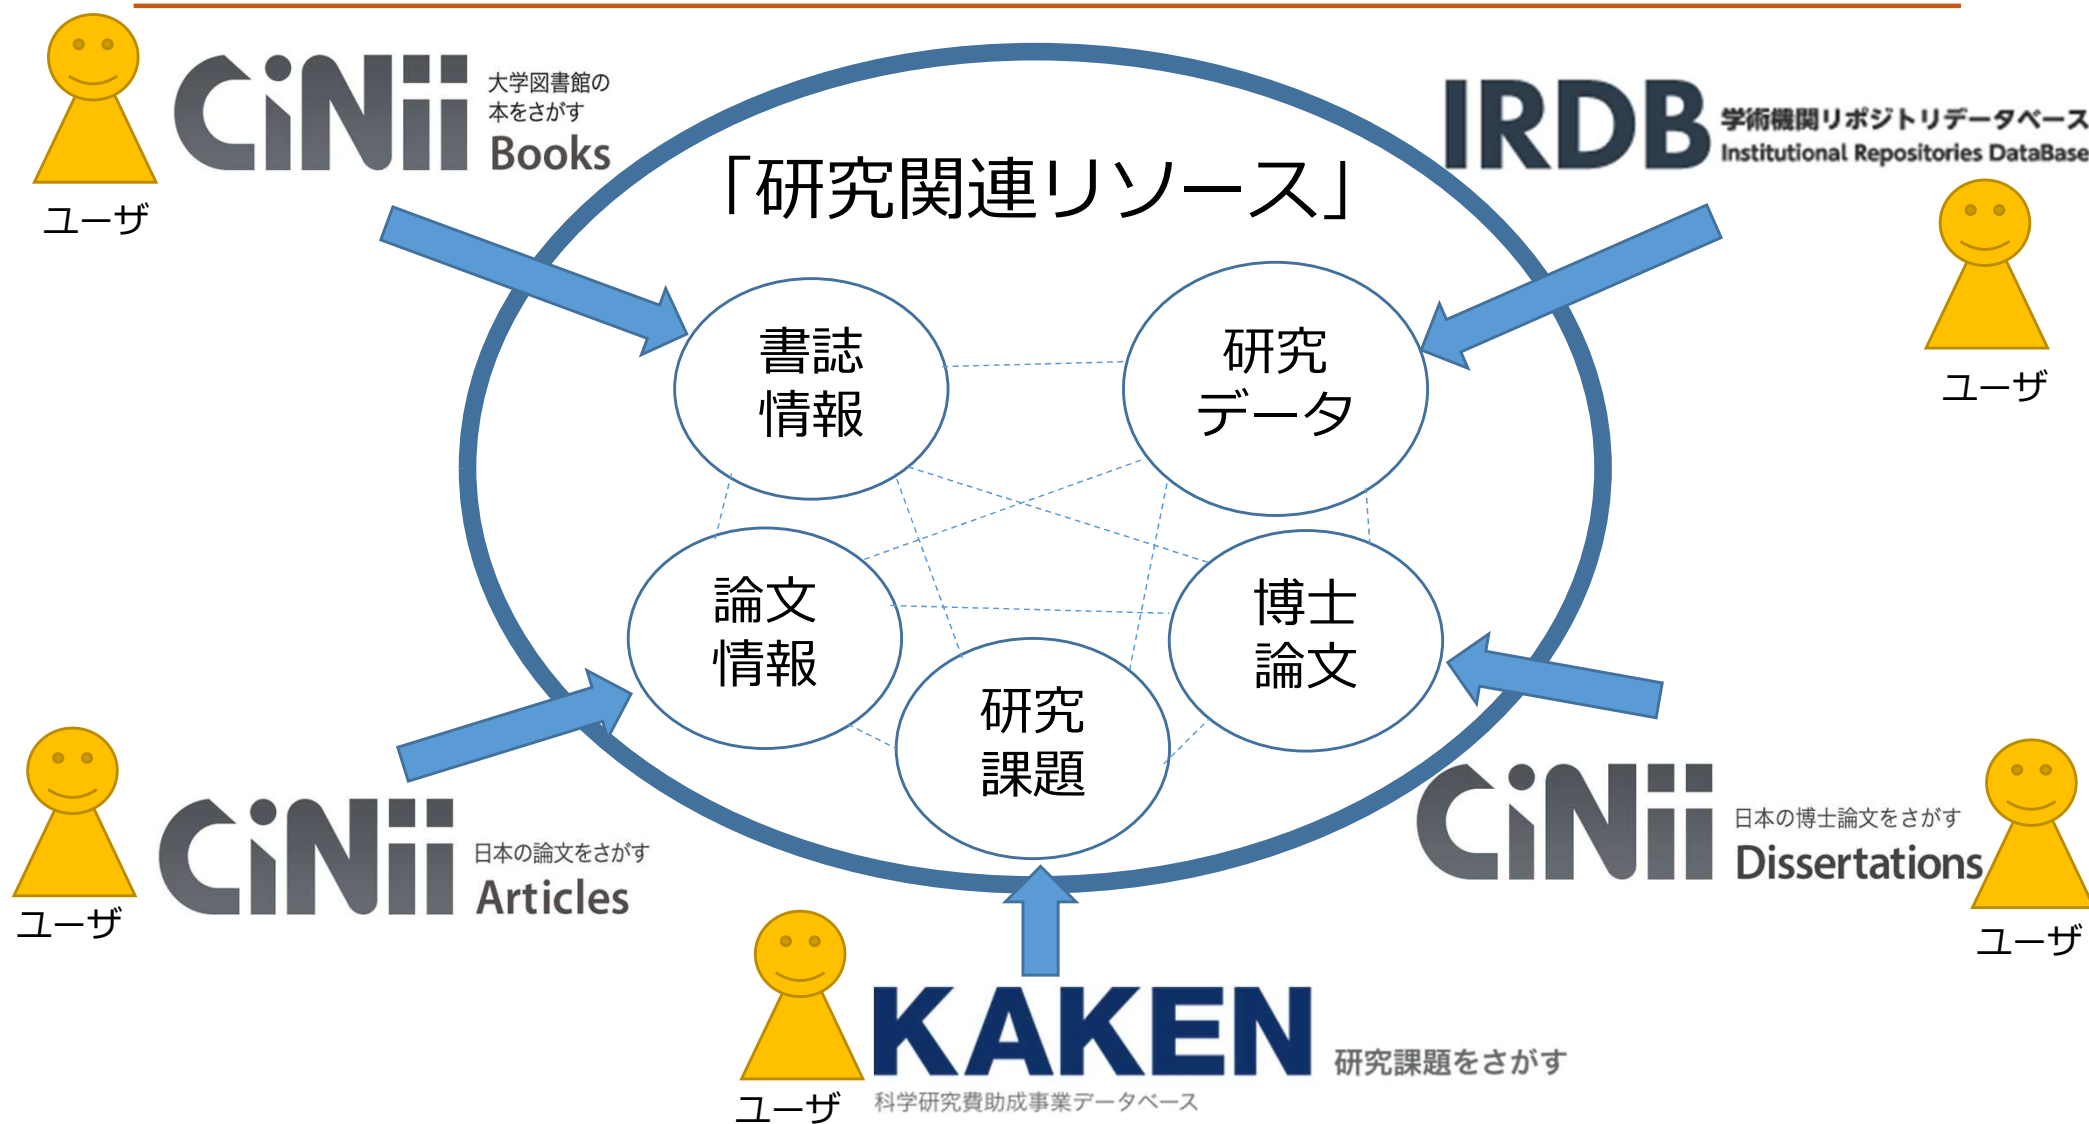 CiNii
大学図書館の
本をさがす
Books
ユーザ
「研究関連リソース」
IRDB
学術機関リポジトリデータベース
Institutional Repositories DataBase
ユーザ
書誌
情報
研究
データ
論文
情報
博士
論文
研究
課題
CiNii
日本の論文をさがす
Articles
ユーザ
CiNii
日本の博士論文をさがす
Dissertations
ユーザ
KAKEN
研究課題をさがす
科学研究費助成事業データベース
ユーザ